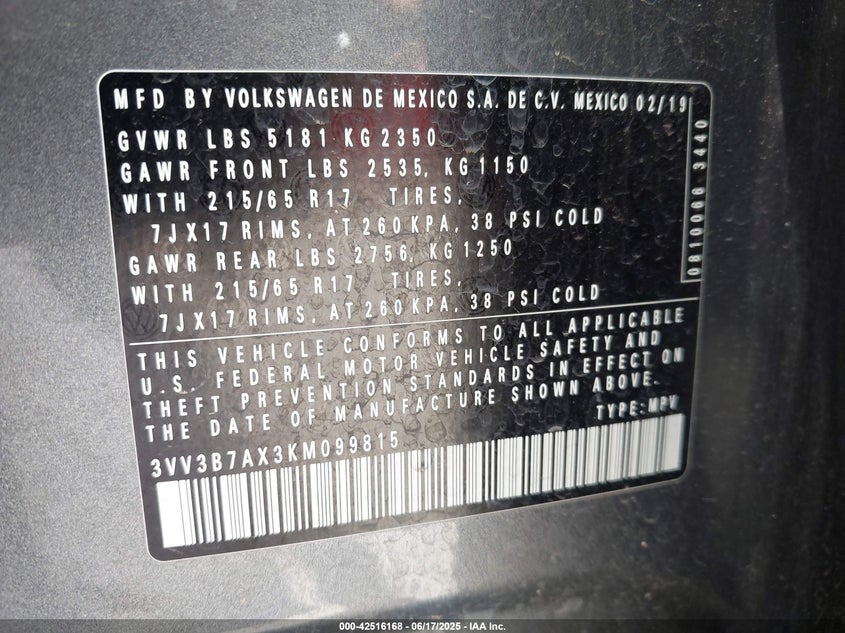 MFD BY VOLKSWAGEN DE MEXICO S.A. DE C.V. MEXICO 02/19
GVWR LBS 5181 KG 2350
GAWR FRONT LBS 2535, KG 1150
WITH 215/65 R17 TIRES,
7JX17 RIMS, AT 260 KPA, 38 PSI COLD
GAWR REAR LBS 2756, KG 1250
WITH 215/65 R17 TIRES,
7JX17 RIMS, AT 260 KPA, 38 PSI COLD
0810066 3440
THIS VEHICLE CONFORMS TO ALL APPLICABLE
U.S. FEDERAL MOTOR VEHICLE SAFETY AND
THEFT PREVENTION STANDARDS IN EFFECT ON
THE DATE OF MANUFACTURE SHOWN ABOVE.
TYPE: MPV
3VV3B7AX3KM099815
000-42516168 - 06/17/2025 - IAA Inc.